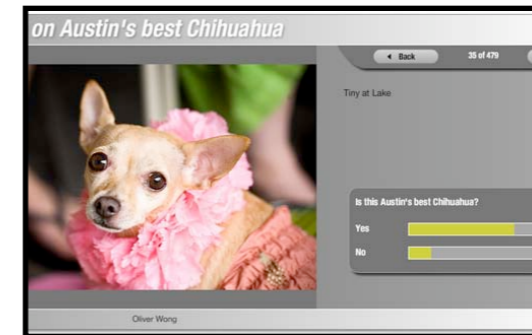 on Austin's best Chihuahua
Back
35 of 479
Tiny at Lake
Is this Austin's best Chihuahua?
Yes
No
Oliver Wong